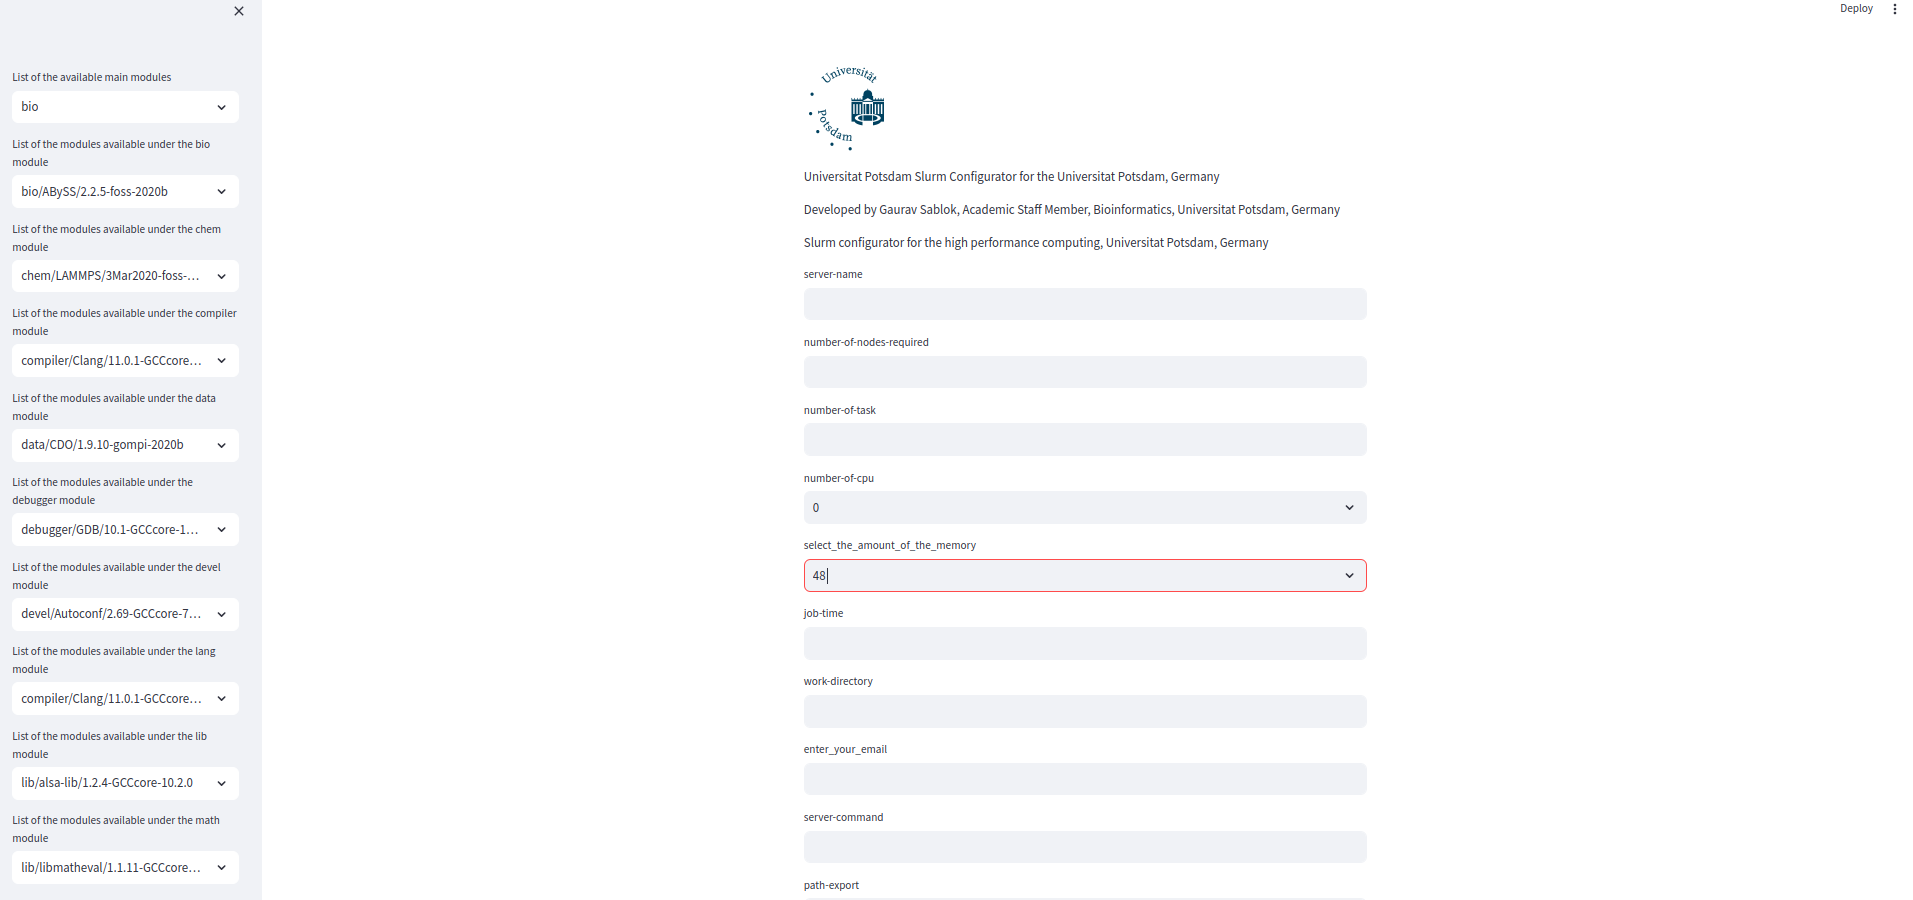 List of the available main modules
bio
List of the modules available under the bio
module
bio/ABySS/2.2.5-foss-2020b
List of the modules available under the chem
module
chem/LAMMPS/3Mar2020-foss-...
List of the modules available under the compiler
module
compiler/Clang/11.0.1-GCCcore...
List of the modules available under the data
module
data/CDO/1.9.10-gompi-2020b
List of the modules available under the
debugger module
debugger/GDB/10.1-GCCcore-1...
List of the modules available under the devel
module
devel/Autoconf/2.69-GCCcore-7...
List of the modules available under the lang
module
compiler/Clang/11.0.1-GCCcore...
List of the modules available under the lib
module
lib/alsa-lib/1.2.4-GCCcore-10.2.0
List of the modules available under the math
module
lib/libmatheval/1.1.11-GCCcore...
Deploy
Universität
Potsdam
Universitat Potsdam Slurm Configurator for the Universitat Potsdam, Germany
Developed by Gaurav Sablok, Academic Staff Member, Bioinformatics, Universitat Potsdam, Germany
Slurm configurator for the high performance computing, Universitat Potsdam, Germany
server-name
number-of-nodes-required
number-of-task
number-of-cpu
0
select_the_amount_of_the_memory
48
job-time
work-directory
enter_your_email
server-command
path-export